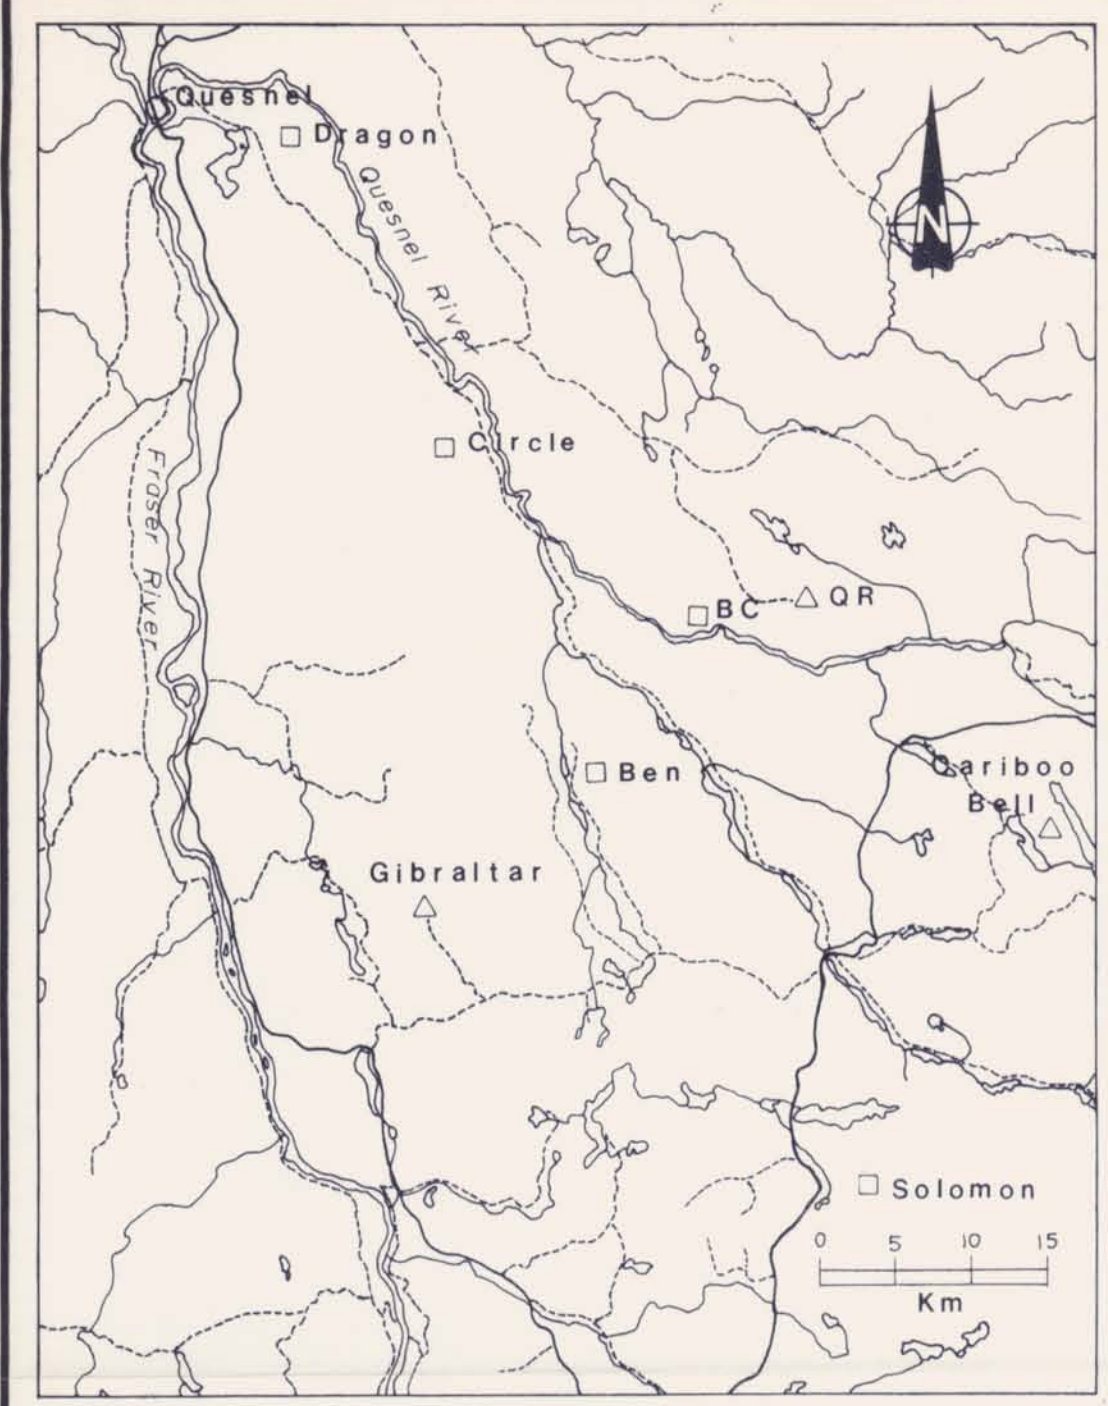 Quesnel
Dragon
Quesnel River
N
Circle
Fraser River
BC
QR
Ben
Cariboo
Bell
Gibraltar
Solomon
0 5 10 15
Km